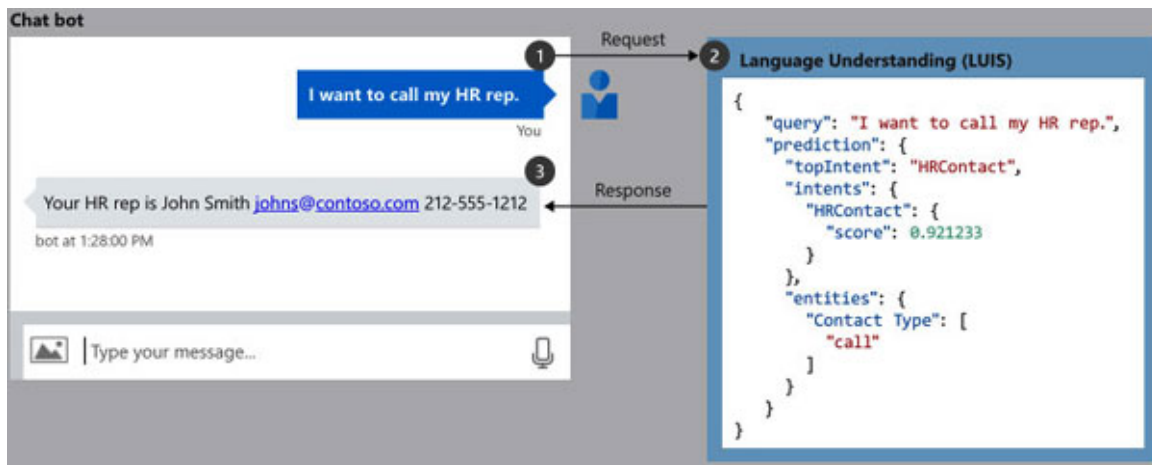 Chat bot
1
Request
2
Language Understanding (LUIS)
I want to call my HR rep.
You
3
Response
Your HR rep is John Smith johns@contoso.com 212-555-1212
bot at 1:28:00 PM
Type your message...
{
"query": "I want to call my HR rep.",
"prediction": {
"topIntent": "HRContact",
"intents": {
"HRContact": {
"score": 0.921233
}
},
"entities": {
"Contact Type": [
"call"
]
}
}
}